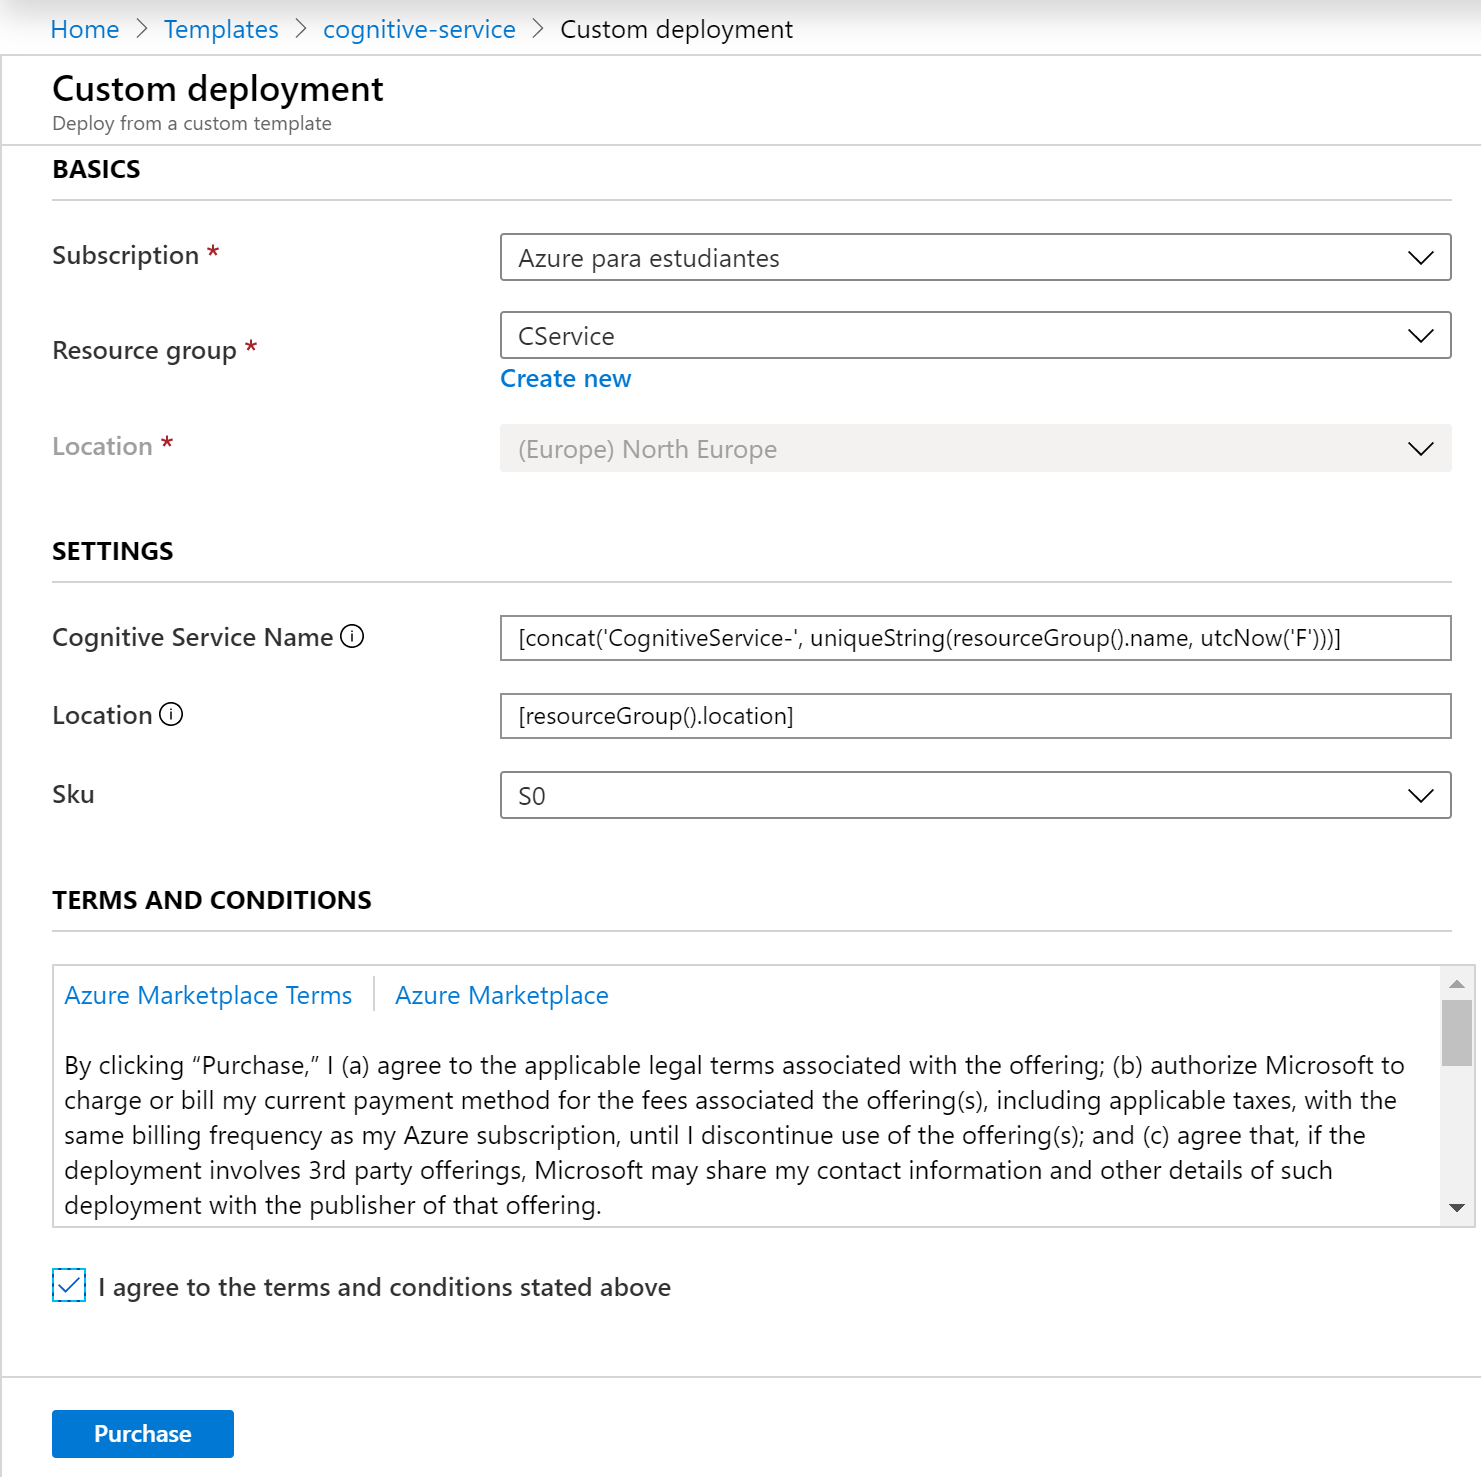 Home > Templates > cognitive-service > Custom deployment
Custom deployment
Deploy from a custom template
BASICS
Subscription *
Azure para estudiantes
Resource group *
CService
Create new
Location *
(Europe) North Europe
SETTINGS
Cognitive Service Name
[concat('CognitiveService-', uniqueString(resourceGroup().name, utcNow('F')))]
Location
[resourceGroup().location]
Sku
S0
TERMS AND CONDITIONS
Azure Marketplace Terms | Azure Marketplace
By clicking “Purchase,” I (a) agree to the applicable legal terms associated with the offering; (b) authorize Microsoft to
charge or bill my current payment method for the fees associated the offering(s), including applicable taxes, with the
same billing frequency as my Azure subscription, until I discontinue use of the offering(s); and (c) agree that, if the
deployment involves 3rd party offerings, Microsoft may share my contact information and other details of such
deployment with the publisher of that offering.
I agree to the terms and conditions stated above
Purchase